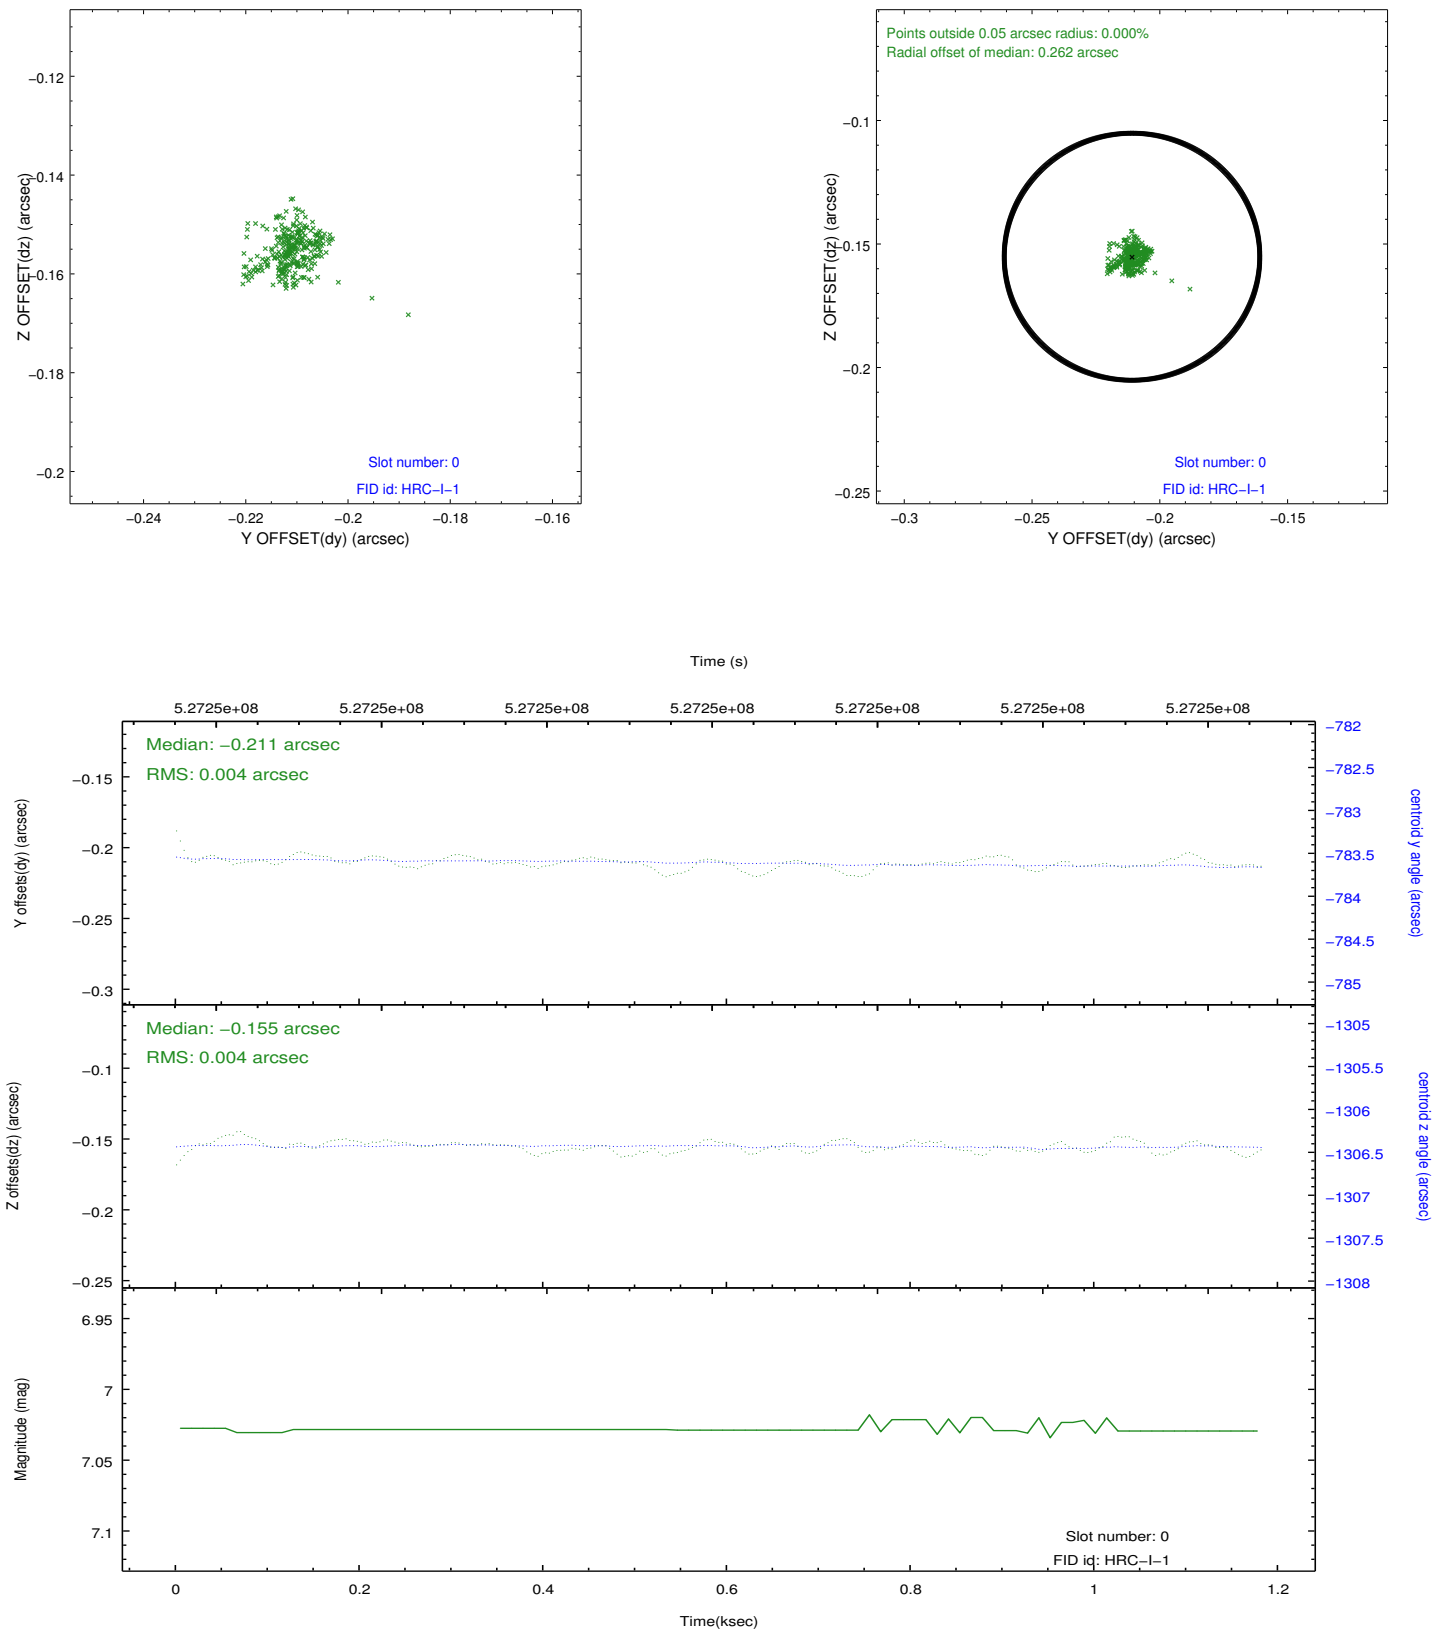 −0.12
−0.14
−0.16
−0.18
−0.2
Z OFFSET(dz) (arcsec)
Slot number: 0
FID id: HRC−I−1
−0.24 −0.22 −0.2 −0.18 −0.16
Y OFFSET(dy) (arcsec)
Points outside 0.05 arcsec radius: 0.000%
Radial offset of median: 0.262 arcsec
−0.1
−0.15
−0.2
−0.25
Z OFFSET(dz) (arcsec)
Slot number: 0
FID id: HRC−I−1
−0.3 −0.25 −0.2 −0.15
Y OFFSET(dy) (arcsec)
Time (s)
5.2725e+08 5.2725e+08 5.2725e+08 5.2725e+08 5.2725e+08 5.2725e+08 5.2725e+08
Median: −0.211 arcsec
RMS: 0.004 arcsec
−0.15
−0.2
−0.25
−0.3
Y offsets(dy) (arcsec)
−782
−782.5
−783
−783.5
−784
−784.5
−785
centroid y angle (arcsec)
Median: −0.155 arcsec
RMS: 0.004 arcsec
−0.1
−0.15
−0.2
−0.25
Z offsets(dz) (arcsec)
−1305
−1305.5
−1306
−1306.5
−1307
−1307.5
−1308
centroid z angle (arcsec)
6.95
7
7.05
7.1
Magnitude (mag)
Slot number: 0
FID id: HRC−I−1
0 0.2 0.4 0.6 0.8 1 1.2
Time(ksec)